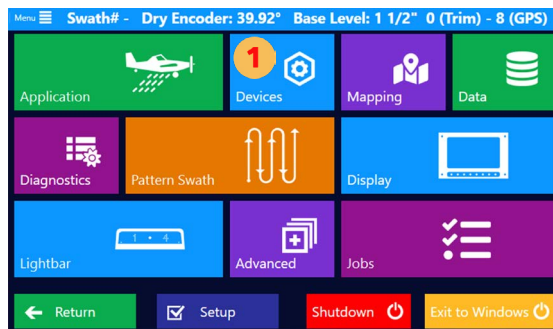 Menu Swath# - Dry Encoder: 39.92° Base Level: 1 1/2" 0 (Trim) - 8 (GPS)
1
Application Devices Mapping Data
Diagnostics Pattern Swath Display
1 • 4
Lightbar Advanced Jobs
Return Setup Shutdown Exit to Windows